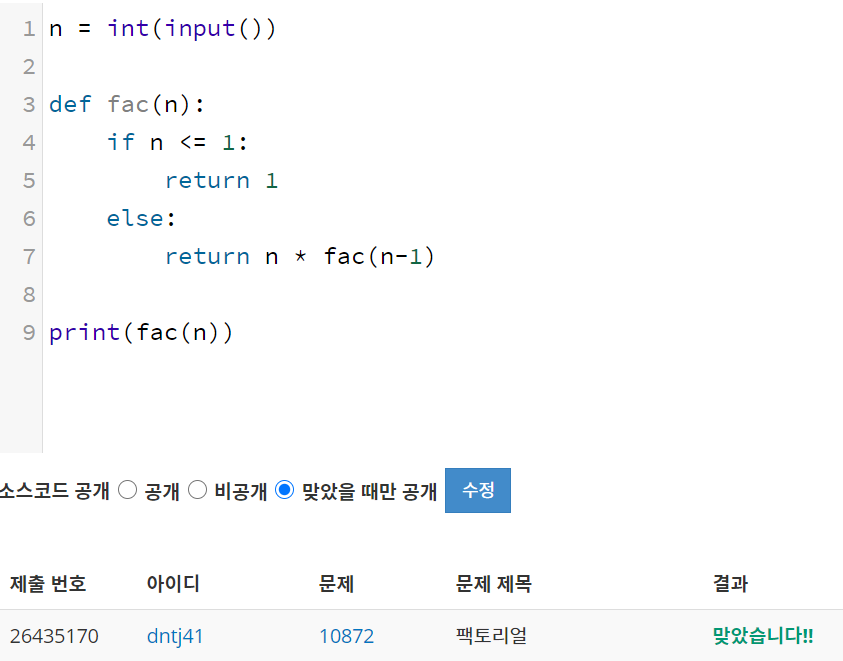 1 n = int(input())
2
3 def fac(n):
4     if n <= 1:
5         return 1
6     else:
7         return n * fac(n-1)
8
9 print(fac(n))
소스코드 공개 공개 비공개 맞았을 때만 공개 수정
제출 번호 아이디 문제 문제 제목 결과
26435170 dntj41 10872 팩토리얼 맞았습니다!!